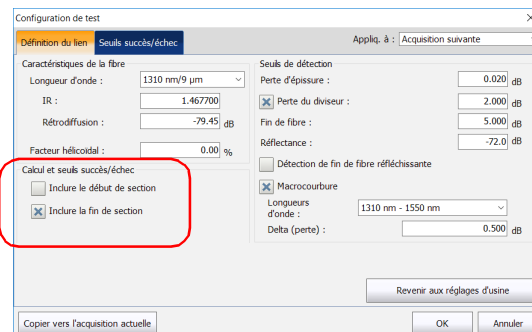 Configuration de test
Définition du lien
Seuils succès/échec
Appliq. à : Acquisition suivante
Caractéristiques de la fibre
Longueur d'onde : 1310 nm/9 µm
IR : 1.467700
Rétrodiffusion : -79.45 dB
Facteur hélicoïdal : 0.00 %
Calcul et seuils succès/échec
Inclure le début de section
Inclure la fin de section
Seuils de détection
Perte d'épissure : 0.020 dB
Perte du diviseur : 2.000 dB
Fin de fibre : 5.000 dB
Réflectance : -72.0 dB
Détection de fin de fibre réfléchissante
Macrocourbure
Longueurs
d'onde : 1310 nm - 1550 nm
Delta (perte) : 0.500 dB
Revenir aux réglages d'usine
Copier vers l'acquisition actuelle
OK
Annuler